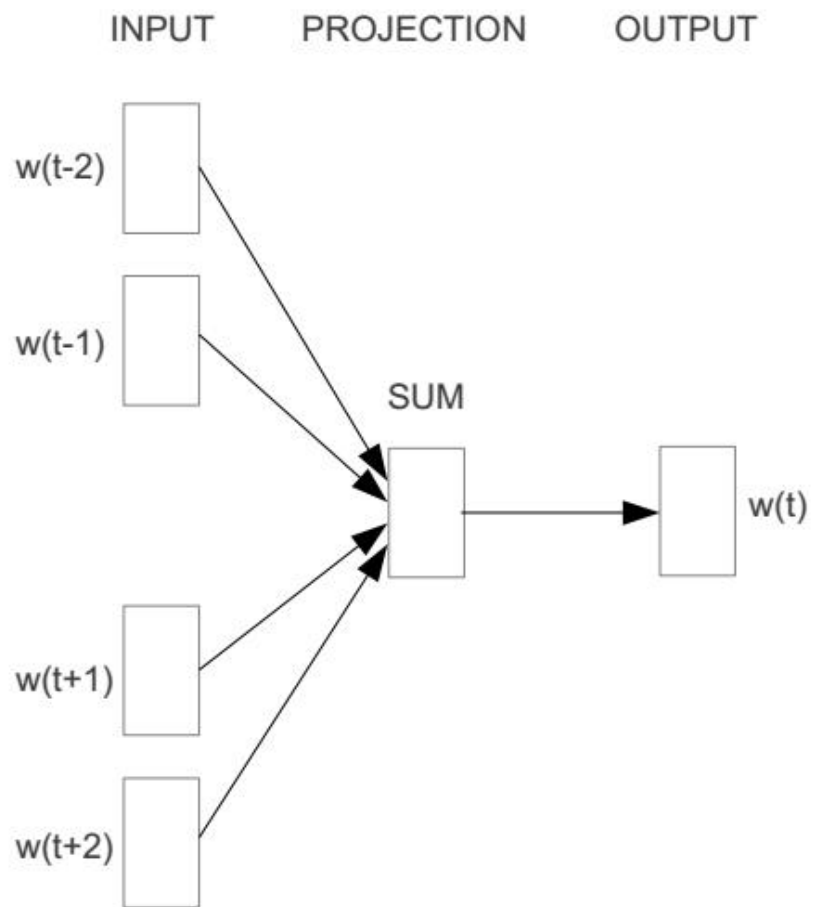 INPUT PROJECTION OUTPUT
w(t-2)
w(t-1)
SUM
w(t)
w(t+1)
w(t+2)